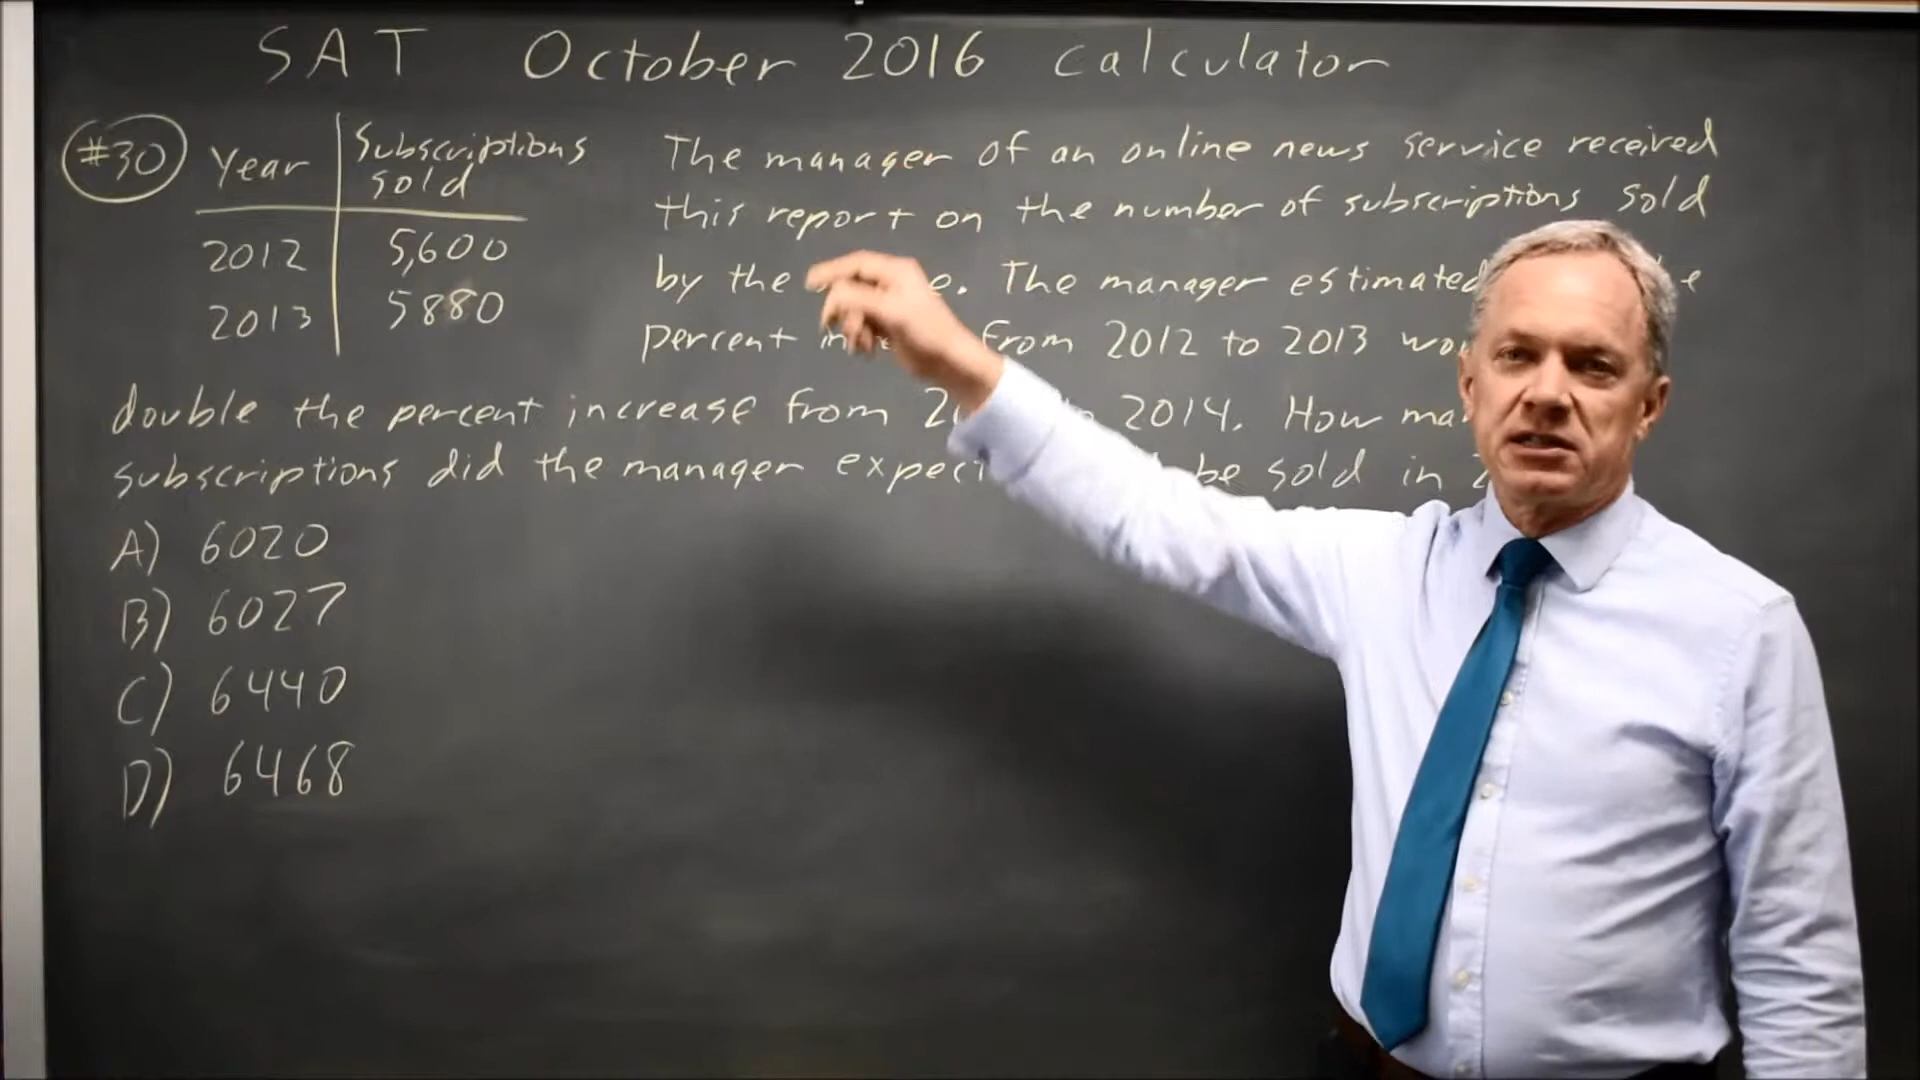 SAT October 2016 calculator
#30
Year Subscriptions sold
2012 5,600
2013 5880
The manager of an online news service received
this report on the number of subscriptions sold
by the The manager estimated
percent from 2012 to 2013
double the percent increase from 2014. How
subscriptions did the manager be sold in
A) 6020
B) 6027
C) 6440
D) 6468